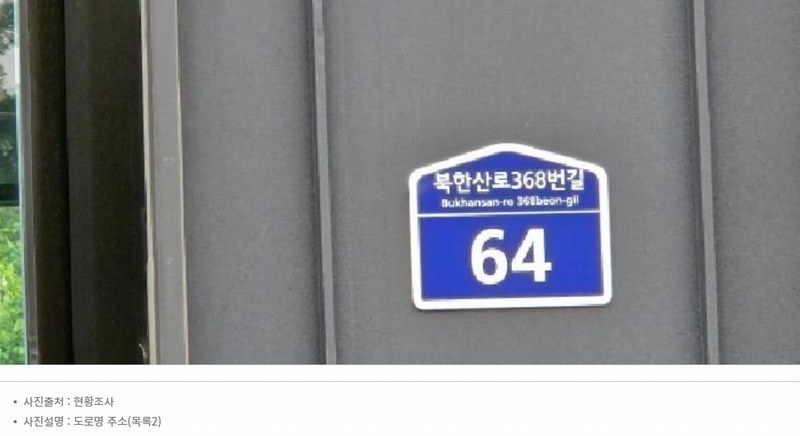 북한산로368번길
Bukhansan-ro 368beon-gil
64
• 사진출처 : 현황조사
• 사진설명 : 도로명 주소(목록2)